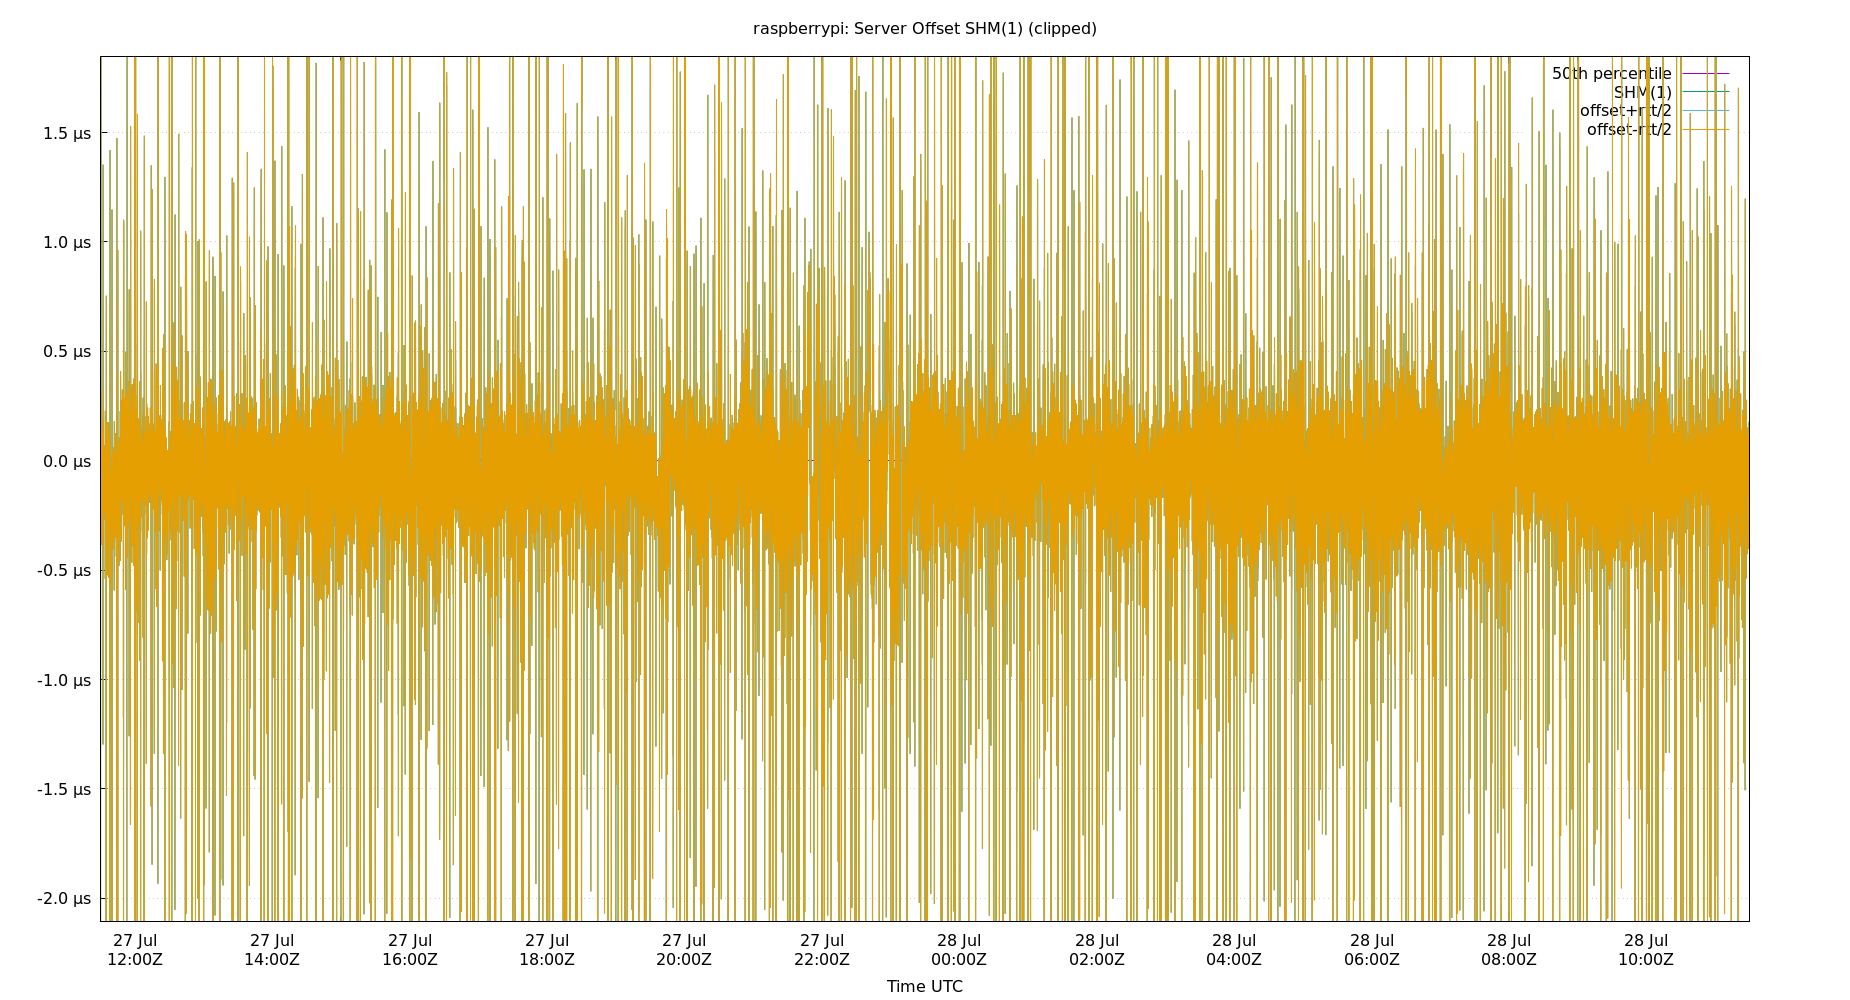 raspberrypi: Server Offset SHM(1) (clipped)
50th percentile
SHM(1)
offset+rtt/2
offset-rtt/2
1.5 µs
1.0 µs
0.5 µs
0.0 µs
-0.5 µs
-1.0 µs
-1.5 µs
-2.0 µs
27 Jul 27 Jul 27 Jul 27 Jul 27 Jul 27 Jul 28 Jul 28 Jul 28 Jul 28 Jul 28 Jul 28 Jul
12:00Z 14:00Z 16:00Z 18:00Z 20:00Z 22:00Z 00:00Z 02:00Z 04:00Z 06:00Z 08:00Z 10:00Z
Time UTC